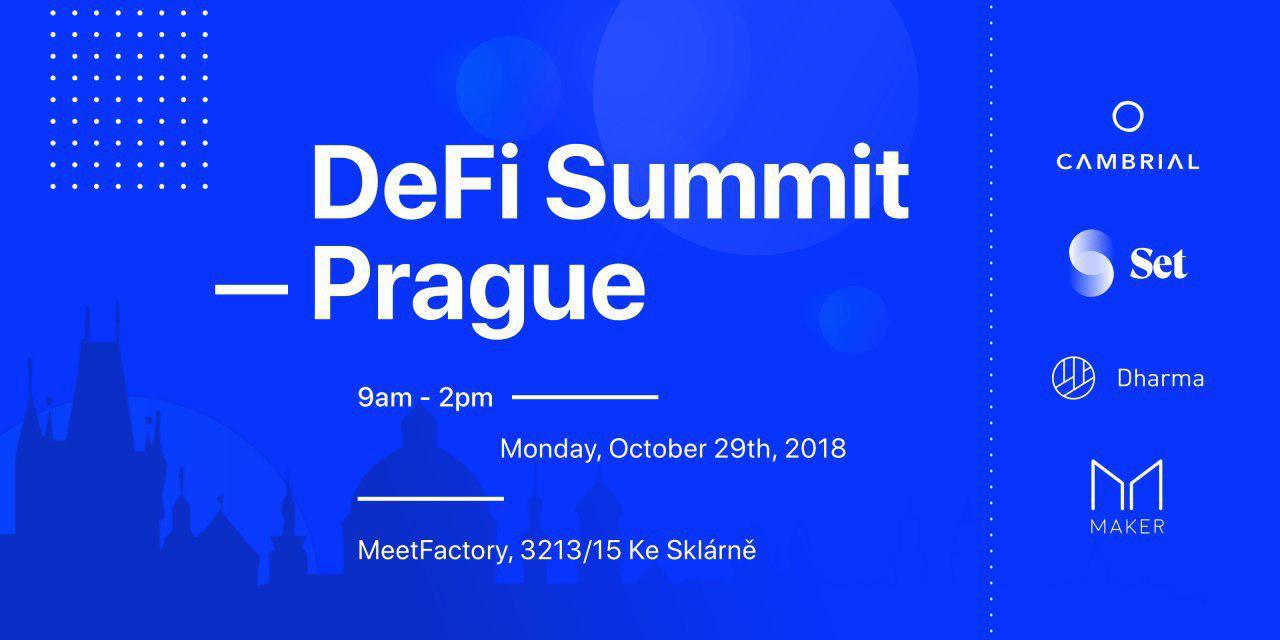 DeFi Summit
Prague
9am - 2pm
Monday, October 29th, 2018
MeetFactory, 3213/15 Ke Sklárně
CAMBRIAL
Set
Dharma
MAKER